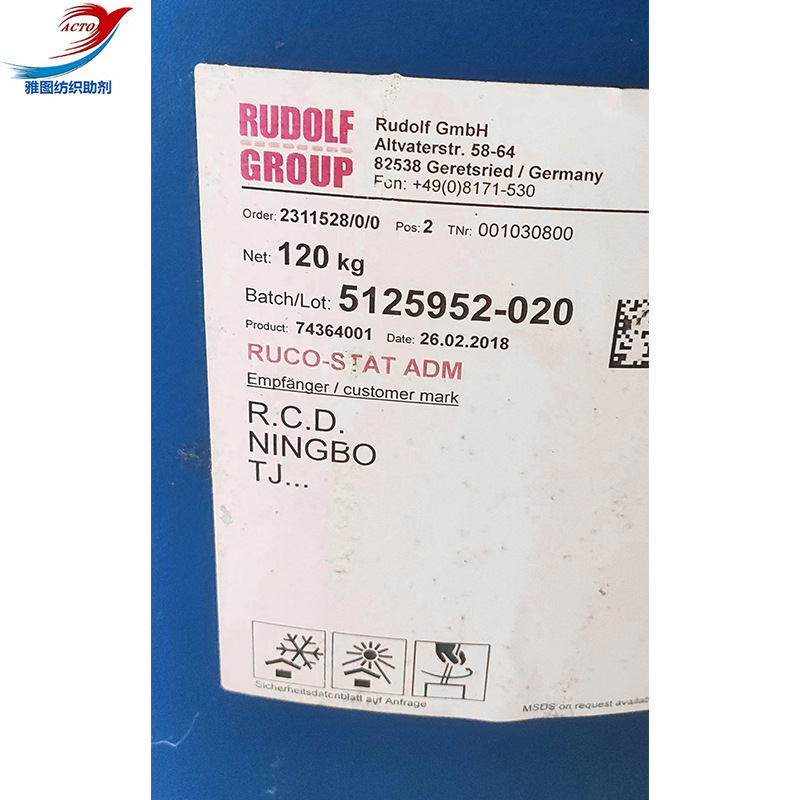 ACTO
雅图纺织助剂
RUDOLF
GROUP
Rudolf GmbH
Altvaterstr. 58-64
82538 Geretsried / Germany
Fon: +49(0)8171-530
Order: 2311528/0/0 Pos: 2 TNr: 001030800
Net: 120 kg
Batch/Lot: 5125952-020
Product: 74364001 Date: 26.02.2018
RUCO-STAT ADM
Empfänger / customer mark
R.C.D.
NINGBO
TJ...
Sicherheitsdatenblatt auf Anfrage
MSDS on request